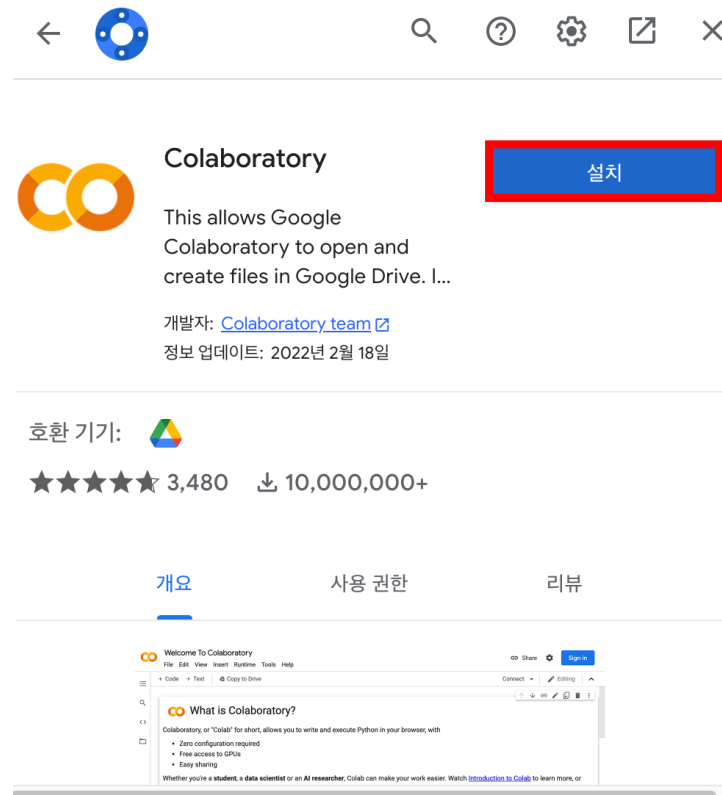 Colaboratory
설치
This allows Google
Colaboratory to open and
create files in Google Drive. I...
개발자: Colaboratory team
정보 업데이트: 2022년 2월 18일
호환 기기:
3,480 10,000,000+
개요 사용 권한 리뷰
Welcome To Colaboratory
File Edit View Insert Runtime Tools Help
Share Sign in
+ Code + Text Copy to Drive
Connect Editing
What is Colaboratory?
Colaboratory, or "Colab" for short, allows you to write and execute Python in your browser, with
• Zero configuration required
• Free access to GPUs
• Easy sharing
Whether you're a student, a data scientist or an AI researcher, Colab can make your work easier. Watch Introduction to Colab to learn more, or